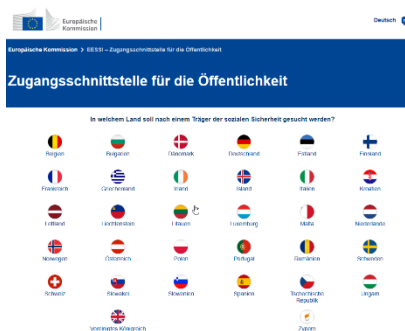 Europäische
Kommission
Deutsch
Europäische Kommission > EESSI – Zugangsschnittstelle für die Öffentlichkeit
Zugangsschnittstelle für die Öffentlichkeit
In welchem Land soll nach einem Träger der sozialen Sicherheit gesucht werden?
Belgien Bulgarien Dänemark Deutschland Estland Finnland
Frankreich Griechenland Irland Island Italien Kroatien
Lettland Liechtenstein Litauen Luxemburg Malta Niederlande
Norwegen Österreich Polen Portugal Rumänien Schweden
Schweiz Slowakei Slowenien Spanien Tschechische Republik Ungarn
Vereinigtes Königreich Zypern